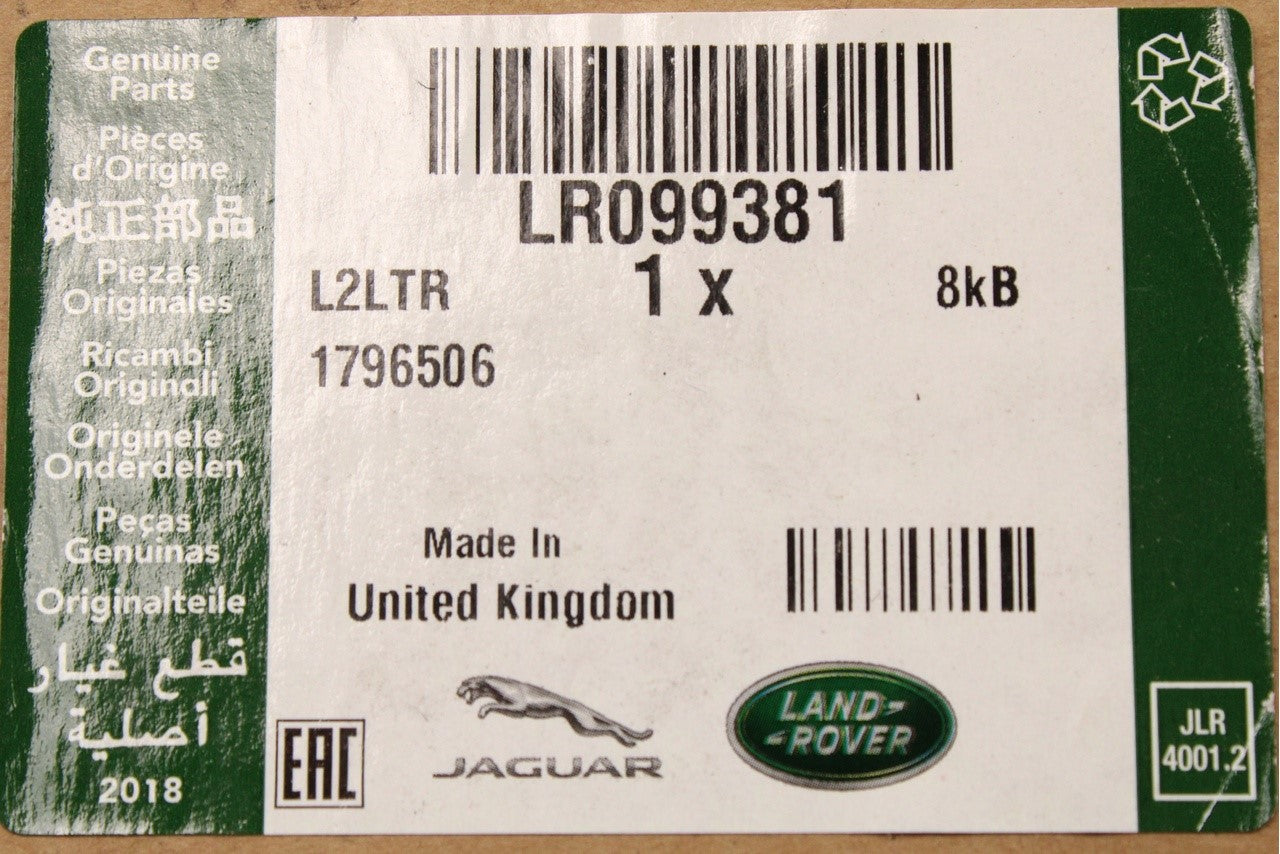 Genuine
Parts
Pièces
d'Origine
純正部品
Piezas
Originales
Ricambi
Originali
Originele
Onderdelen
Peças
Genuínas
Originalteile
قطع غيار
أصلية
2018
LR099381
L2LTR 1 x 8kB
1796506
Made In
United Kingdom
EAC
JAGUAR
LAND-
-ROVER
JLR
4001.2